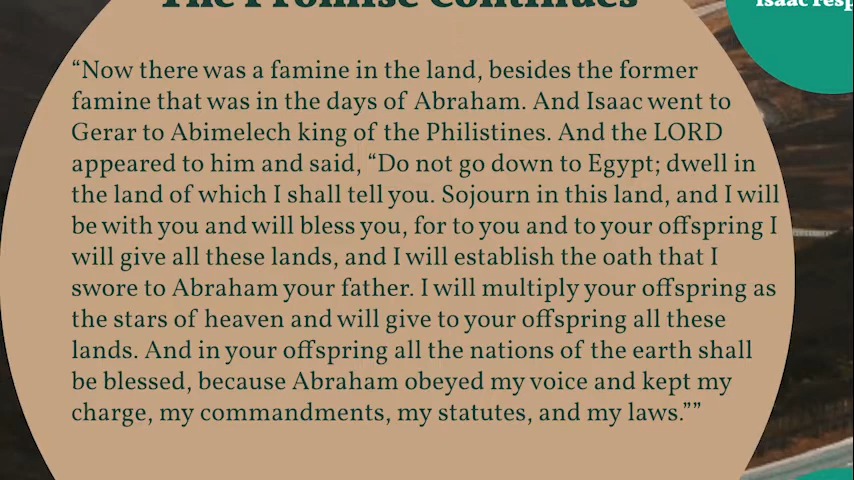 The Promise Continues
Isaac resp
“Now there was a famine in the land, besides the former
famine that was in the days of Abraham. And Isaac went to
Gerar to Abimelech king of the Philistines. And the LORD
appeared to him and said, “Do not go down to Egypt; dwell in
the land of which I shall tell you. Sojourn in this land, and I will
be with you and will bless you, for to you and to your offspring I
will give all these lands, and I will establish the oath that I
swore to Abraham your father. I will multiply your offspring as
the stars of heaven and will give to your offspring all these
lands. And in your offspring all the nations of the earth shall
be blessed, because Abraham obeyed my voice and kept my
charge, my commandments, my statutes, and my laws.””